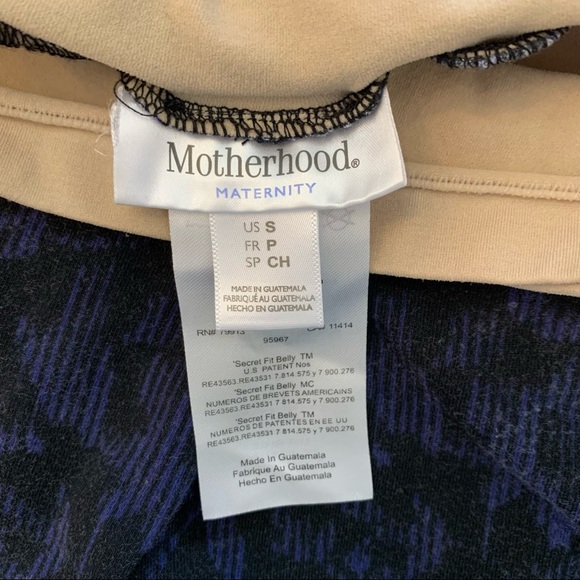 Motherhood®
MATERNITY
US S
FR P
SP CH
MADE IN GUATEMALA
FABRIQUÉ AU GUATEMALA
HECHO EN GUATEMALA
RN# 79913 CA# 11414
95967
'Secret Fit Belly TM
U.S PATENT Nos
RE43563.RE43531 7 814.575 y 7 900.276
'Secret Fit Belly MC
NUMEROS DE BREVETS AMERICAINS
RE43563.RE43531 7 814.575 y 7 900.276
'Secret Fit Belly TM
NUMEROS DE PATENTES EN EE UU
RE43563.RE43531 7 814.575 y 7 900.276
Made In Guatemala
Fabrique Au Guatemala
Hecho En Guatemala